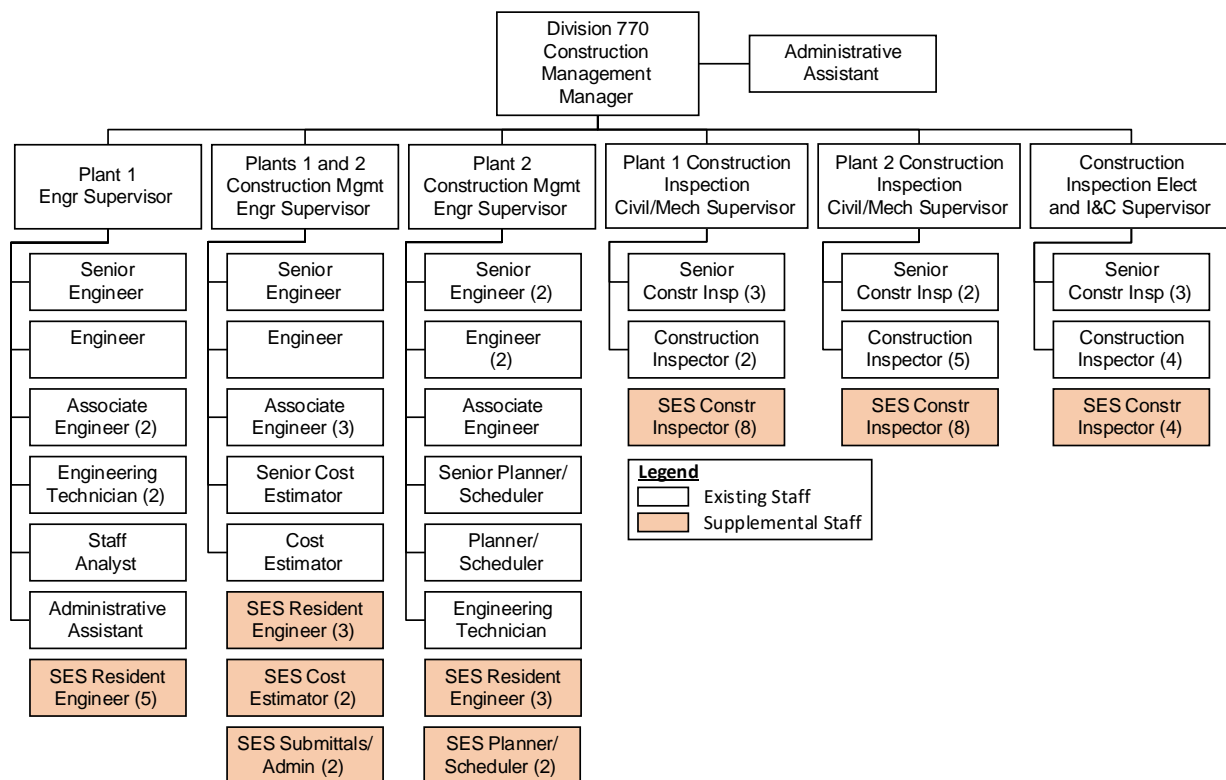 Division 770
Construction
Management
Manager
Administrative
Assistant
Plant 1
Engr Supervisor
Plants 1 and 2
Construction Mgmt
Engr Supervisor
Plant 2
Construction Mgmt
Engr Supervisor
Plant 1 Construction
Inspection
Civil/Mech Supervisor
Plant 2 Construction
Inspection
Civil/Mech Supervisor
Construction
Inspection Elect
and I&C Supervisor
Senior
Engineer
Engineer
Associate
Engineer (2)
Engineering
Technician (2)
Staff
Analyst
Administrative
Assistant
SES Resident
Engineer (5)
Senior
Engineer
Engineer
Associate
Engineer (3)
Senior Cost
Estimator
Cost
Estimator
SES Resident
Engineer (3)
SES Cost
Estimator (2)
SES Submittals/
Admin (2)
Senior
Engineer (2)
Engineer
(2)
Associate
Engineer
Senior Planner/
Scheduler
Planner/
Scheduler
Engineering
Technician
SES Resident
Engineer (3)
SES Planner/
Scheduler (2)
Senior
Constr Insp (3)
Construction
Inspector (2)
SES Constr
Inspector (8)
Senior
Constr Insp (2)
Construction
Inspector (5)
SES Constr
Inspector (8)
Senior
Constr Insp (3)
Construction
Inspector (4)
SES Constr
Inspector (4)
Legend
Existing Staff
Supplemental Staff